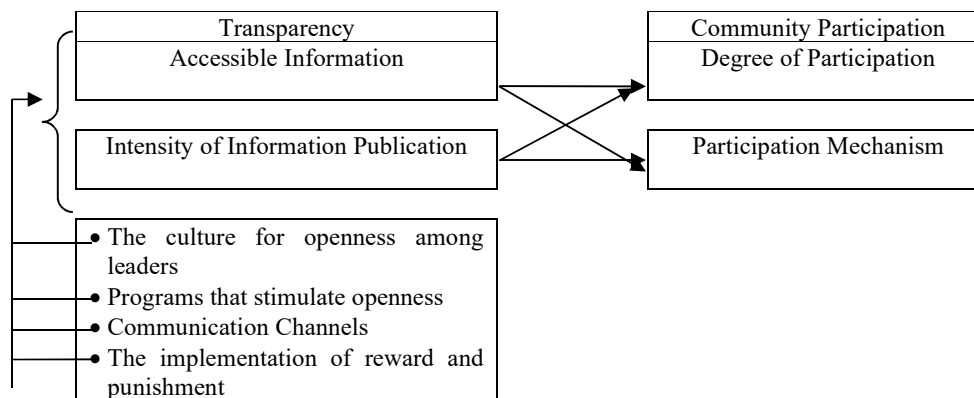 Transparency
Accessible Information
Intensity of Information Publication
Community Participation
Degree of Participation
Participation Mechanism
• The culture for openness among
leaders
• Programs that stimulate openness
• Communication Channels
• The implementation of reward and
punishment